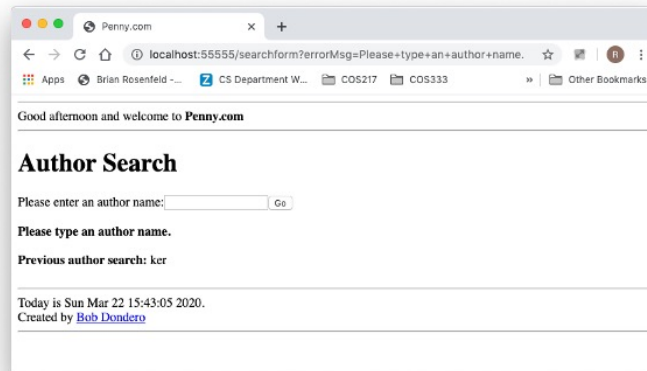 Penny.com
localhost:55555/searchform?errorMsg=Please+type+an+author+name.
R
Apps Brian Rosenfeld -... Z CS Department W... COS217 COS333 » Other Bookmarks
Good afternoon and welcome to Penny.com
Author Search
Please enter an author name: Go
Please type an author name.
Previous author search: ker
Today is Sun Mar 22 15:43:05 2020.
Created by Bob Dondero